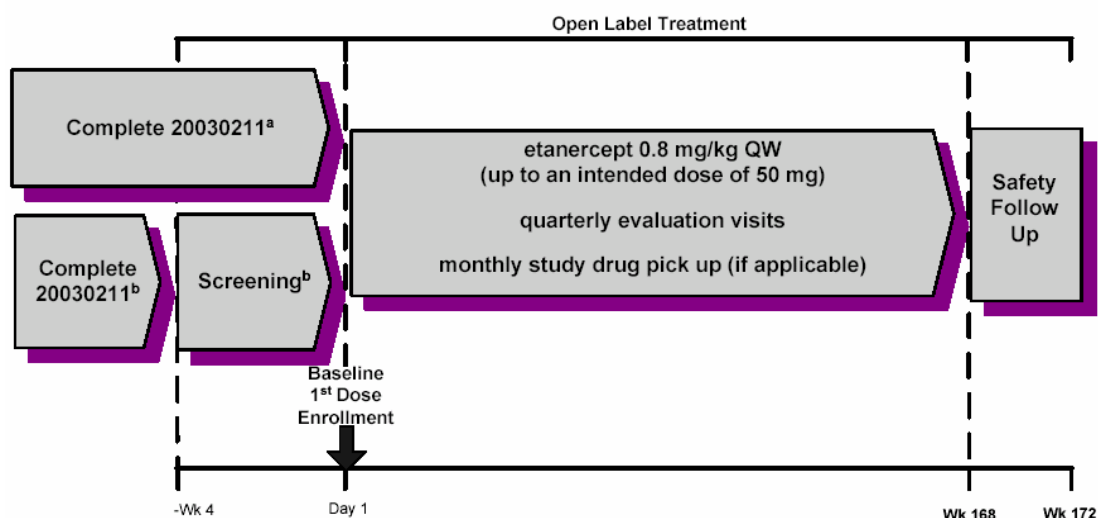 Open Label Treatment
Complete 20030211ᵃ
etanercept 0.8 mg/kg QW
(up to an intended dose of 50 mg)
quarterly evaluation visits
monthly study drug pick up (if applicable)
Safety
Follow
Up
Complete
20030211ᵇ
Screeningᵇ
Baseline
1ˢᵗ Dose
Enrollment
-Wk 4
Day 1
Wk 168
Wk 172